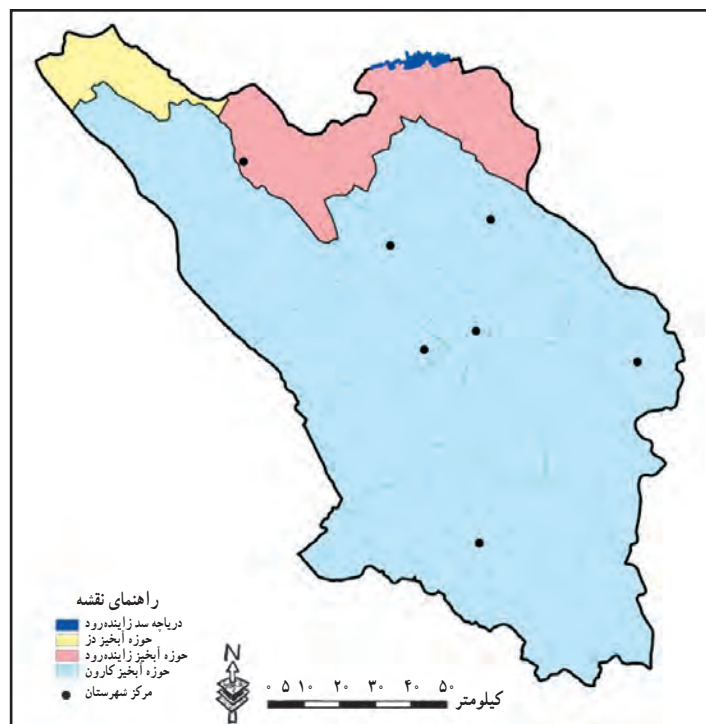 راهنمای نقشه
دریاچه سد زاینده‌رود
حوزه آبخیز دز
حوزه آبخیز زاینده‌رود
حوزه آبخیز کارون
مرکز شهرستان
N
۰ ۵ ۱۰ ۲۰ ۳۰ ۴۰ ۵۰ کیلومتر